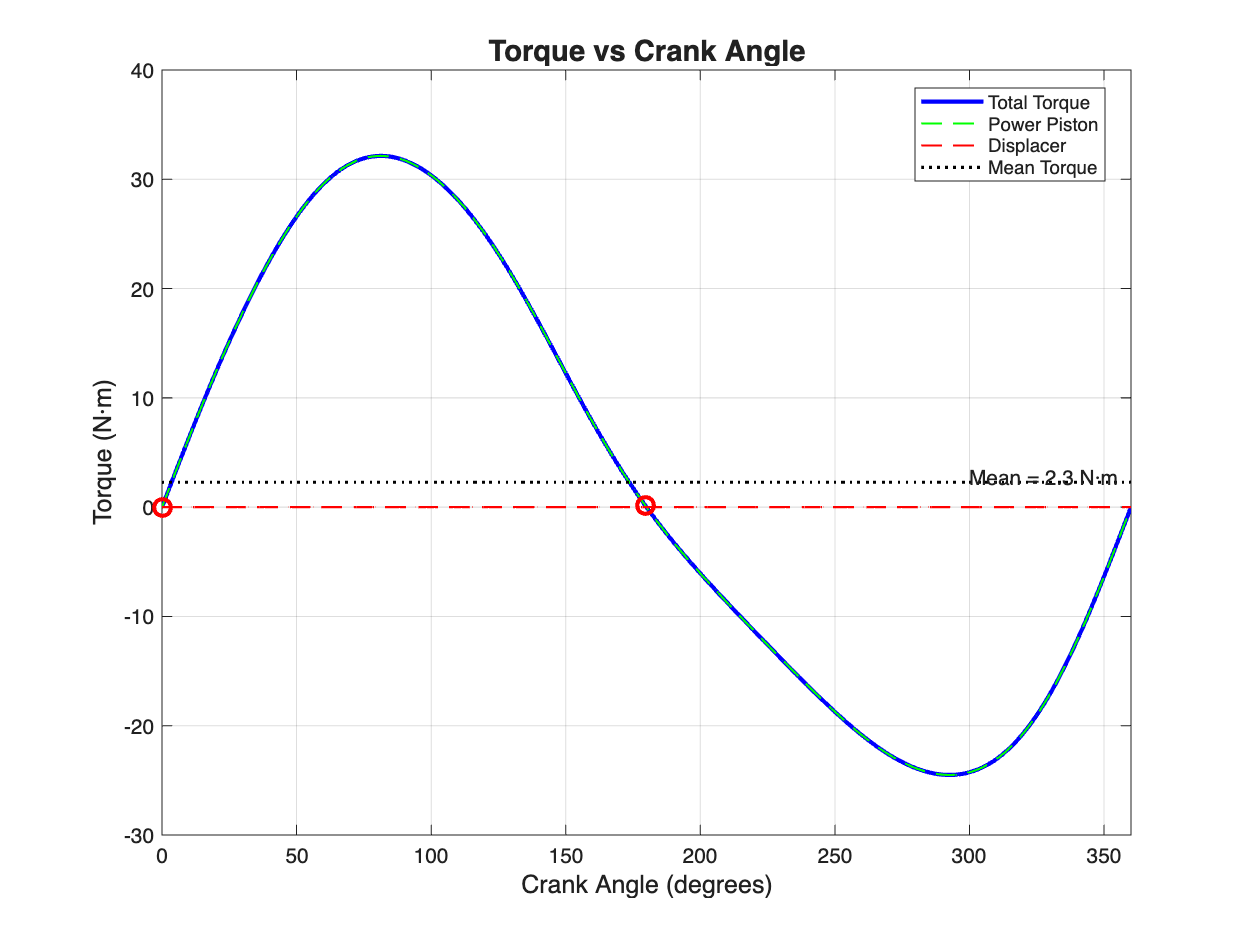 Torque vs Crank Angle
Total Torque
Power Piston
Displacer
Mean Torque
40
30
20
10
0
-10
-20
-30
Torque (N·m)
Mean = 2.3 N·m
0 50 100 150 200 250 300 350
Crank Angle (degrees)